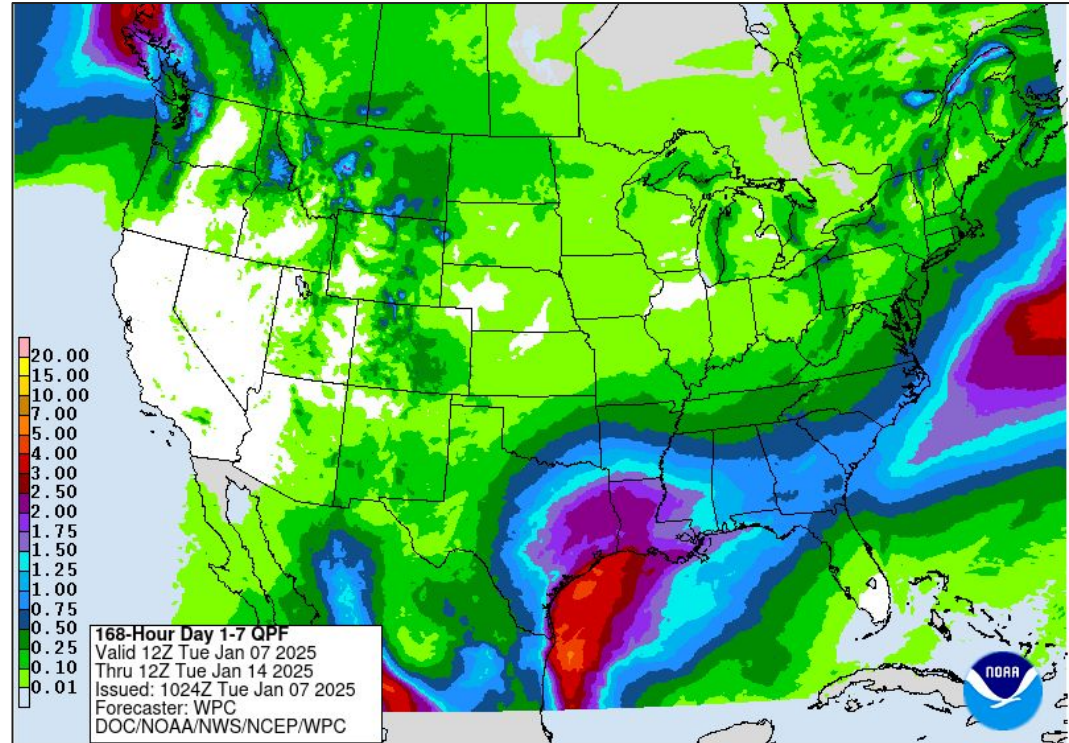 20.00
15.00
10.00
7.00
5.00
4.00
3.00
2.50
2.00
1.75
1.50
1.25
1.00
0.75
0.50
0.25
0.10
0.01
168-Hour Day 1-7 QPF
Valid 12Z Tue Jan 07 2025
Thru 12Z Tue Jan 14 2025
Issued: 1024Z Tue Jan 07 2025
Forecaster: WPC
DOC/NOAA/NWS/NCEP/WPC
NOAA